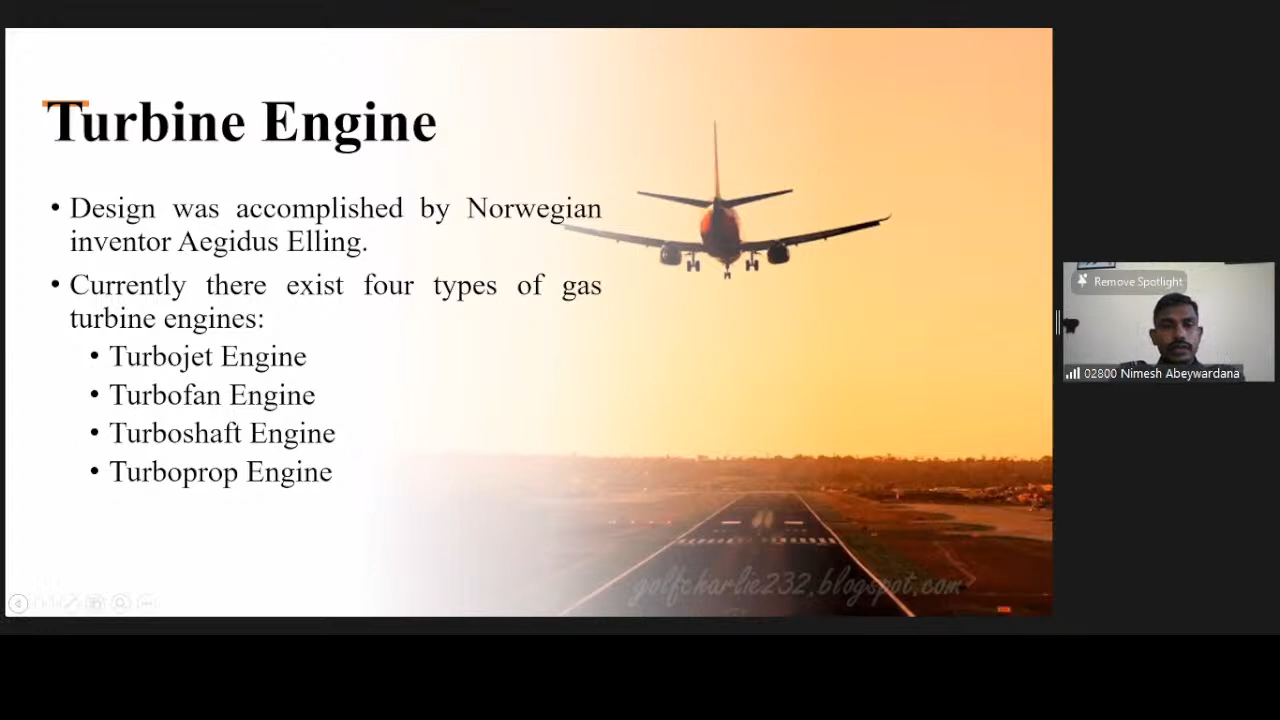 Turbine Engine
• Design was accomplished by Norwegian
inventor Aegidus Elling.
• Currently there exist four types of gas
turbine engines:
• Turbojet Engine
• Turbofan Engine
• Turboshaft Engine
• Turboprop Engine
golfcharlie232.blogspot.com
Remove Spotlight
02800 Nimesh Abeywardana